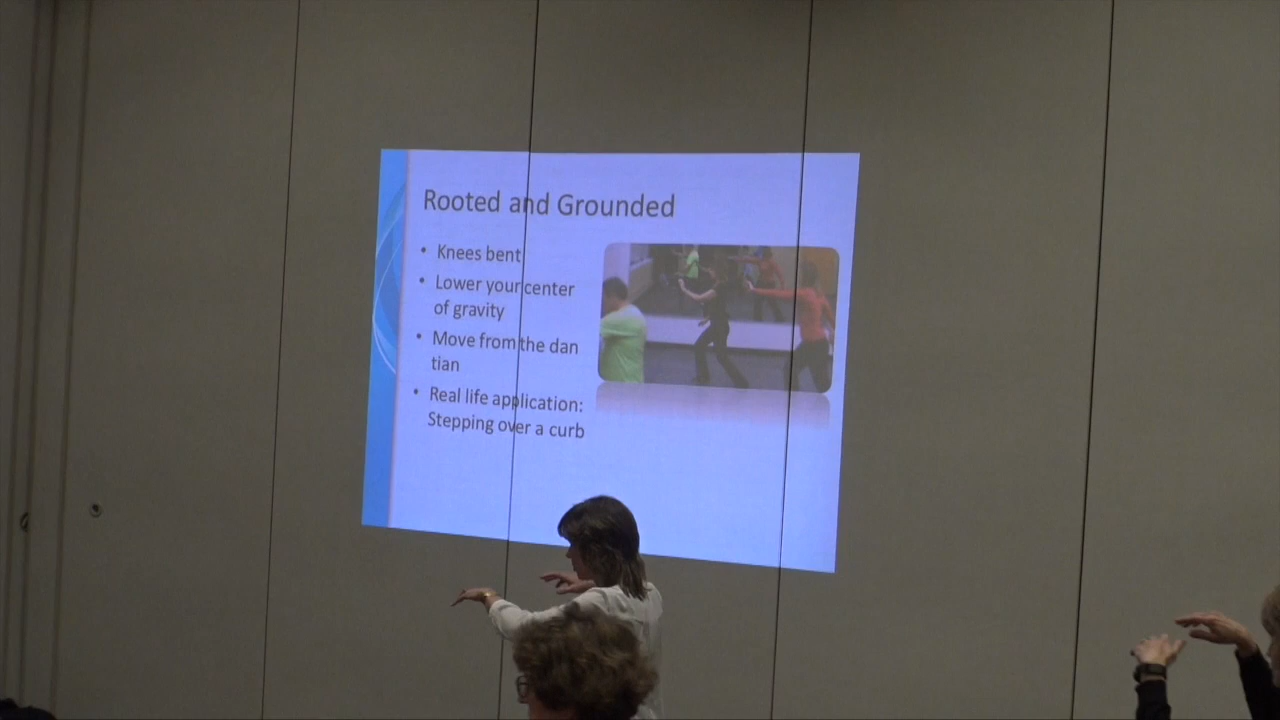 Rooted and Grounded
• Knees bent
• Lower your center
of gravity
• Move from the dan
tian
• Real life application:
Stepping over a curb